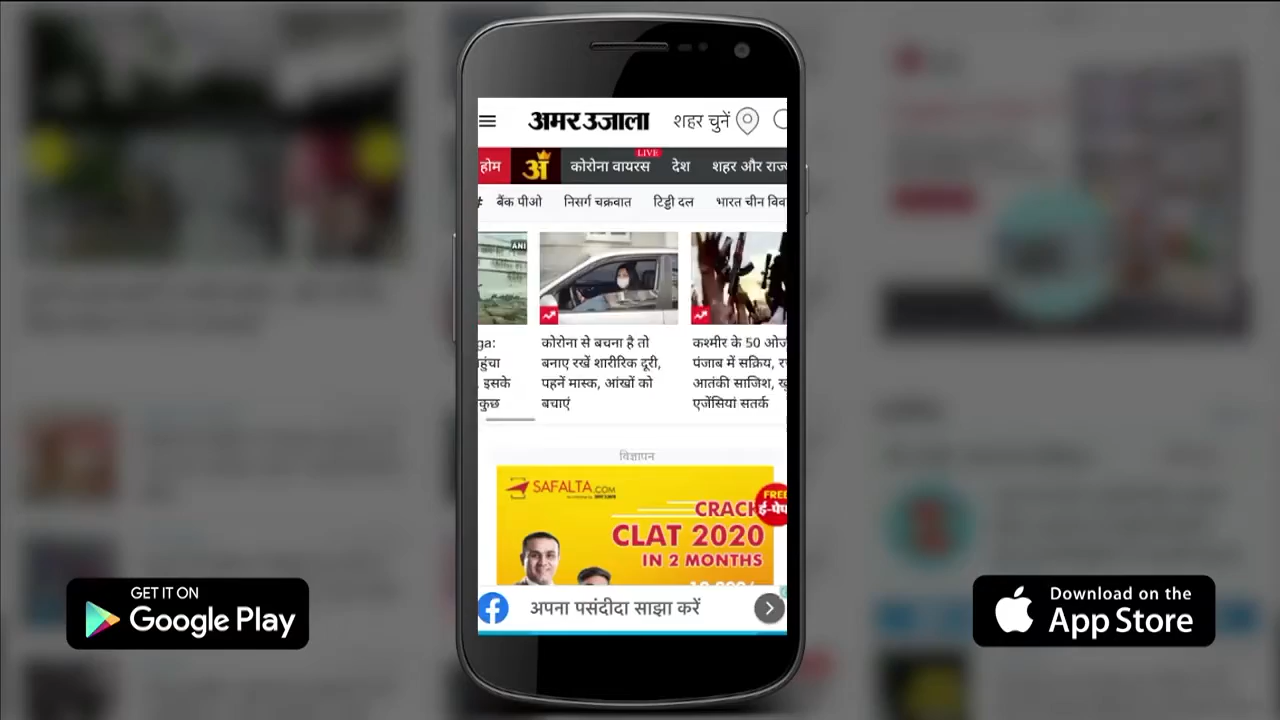 अमर उजाला शहर चुनें
होम अं कोरोना वायरस LIVE देश शहर और
# बैंक पीओ निसर्ग चक्रवात टिड्डी दल भारत चीन
ANI
ga:
इसके
कुछ
कोरोना से बचना है तो
बनाए रखें शारीरिक दूरी,
पहनें मास्क, आंखों को
बचाएं
कश्मीर के 50
पंजाब में सक्रिय,
आतंकी साजिश,
एजेंसियां सतर्क
विज्ञापन
SAFALTA.COM
CRACK
CLAT 2020
IN 2 MONTHS
FREE
अपना पसंदीदा साझा करें
GET IT ON
Google Play
Download on the
App Store